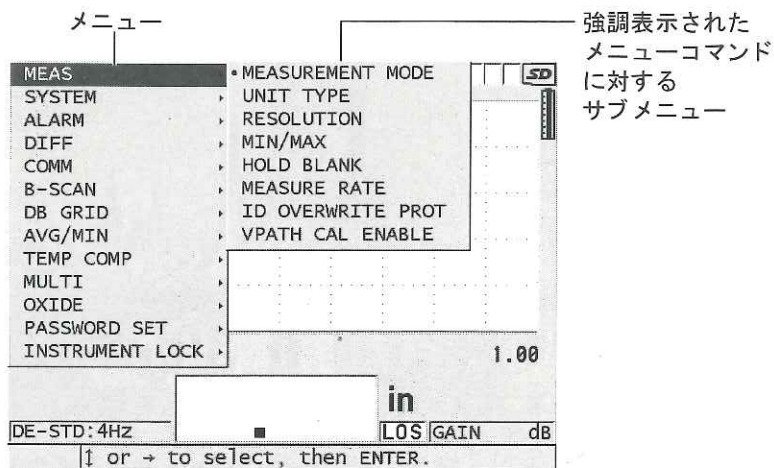 メニュー
強調表示された
メニューコマンド
に対する
サブメニュー
MEAS
SYSTEM
ALARM
DIFF
COMM
B-SCAN
DB GRID
AVG/MIN
TEMP COMP
MULTI
OXIDE
PASSWORD SET
INSTRUMENT LOCK
•MEASUREMENT MODE
UNIT TYPE
RESOLUTION
MIN/MAX
HOLD BLANK
MEASURE RATE
ID OVERWRITE PROT
VPATH CAL ENABLE
SD
1.00
in
DE-STD:4Hz
LOS GAIN dB
↕ or → to select, then ENTER.